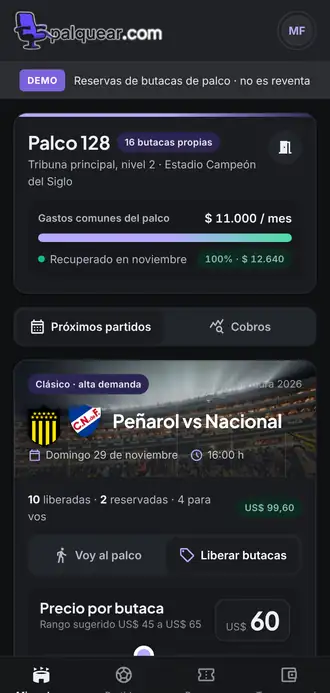 palquear.com
MF
DEMO Reservas de butacas de palco · no es reventa
Palco 128 16 butacas propias
Tribuna principal, nivel 2 · Estadio Campeón
del Siglo
Gastos comunes del palco $ 11.000 / mes
Recuperado en noviembre 100% · $ 12.640
Próximos partidos Cobros
Clásico · alta demanda 2026
C.N. de F.
Peñarol vs Nacional
Domingo 29 de noviembre 16:00 h
10 liberadas · 2 reservadas · 4 para
vos
US$ 99,60
Voy al palco Liberar butacas
Precio por butaca
Rango sugerido US$ 45 a US$ 65
US$ 60